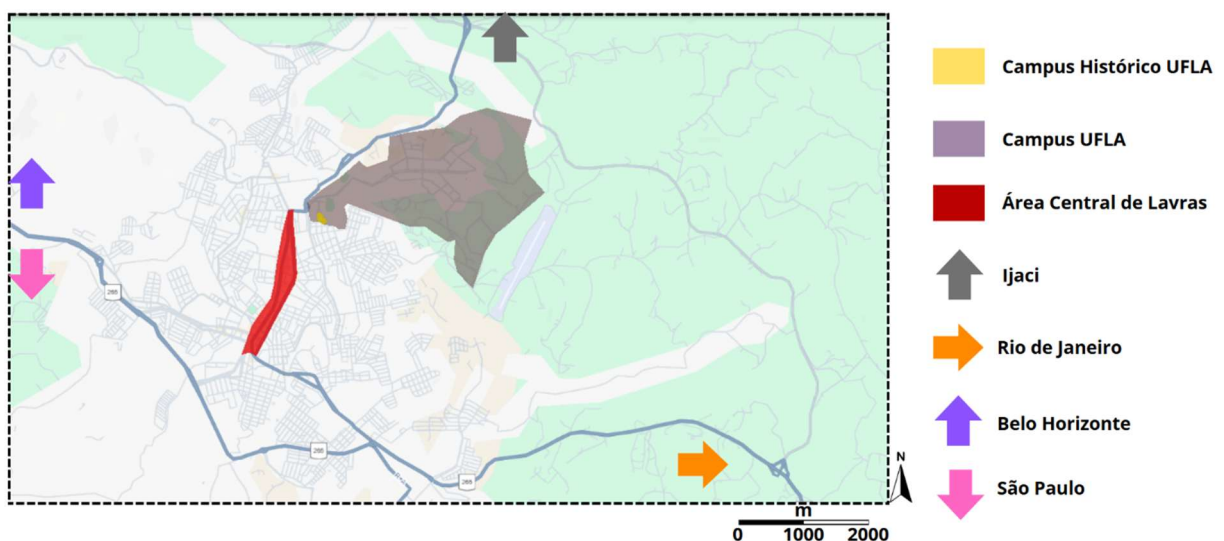 Campus Histórico UFLA
Campus UFLA
Área Central de Lavras
Ijaci
Rio de Janeiro
Belo Horizonte
São Paulo
265
265
265
N
m
0 1000 2000